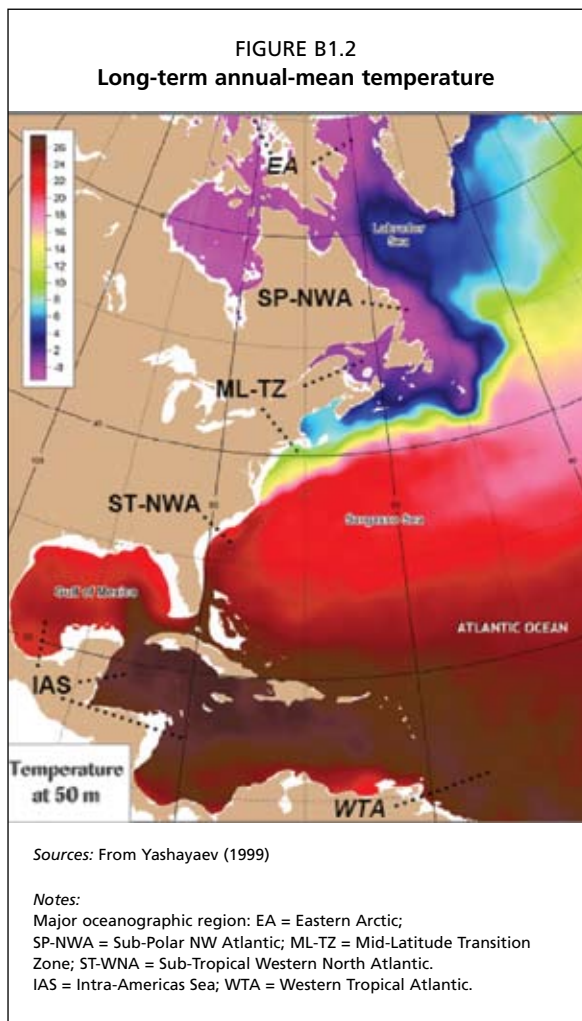 FIGURE B1.2
Long-term annual-mean temperature
26
24
22
20
18
16
14
12
10
8
6
4
2
EA
Labrador
Sea
SP-NWA
ML-TZ
ST-NWA
Sargasso Sea
Gulf of Mexico
ATLANTIC OCEAN
IAS
Temperature
at 50 m
WTA
Sources: From Yashayaev (1999)
Notes:
Major oceanographic region: EA = Eastern Arctic;
SP-NWA = Sub-Polar NW Atlantic; ML-TZ = Mid-Latitude Transition
Zone; ST-WNA = Sub-Tropical Western North Atlantic.
IAS = Intra-Americas Sea; WTA = Western Tropical Atlantic.